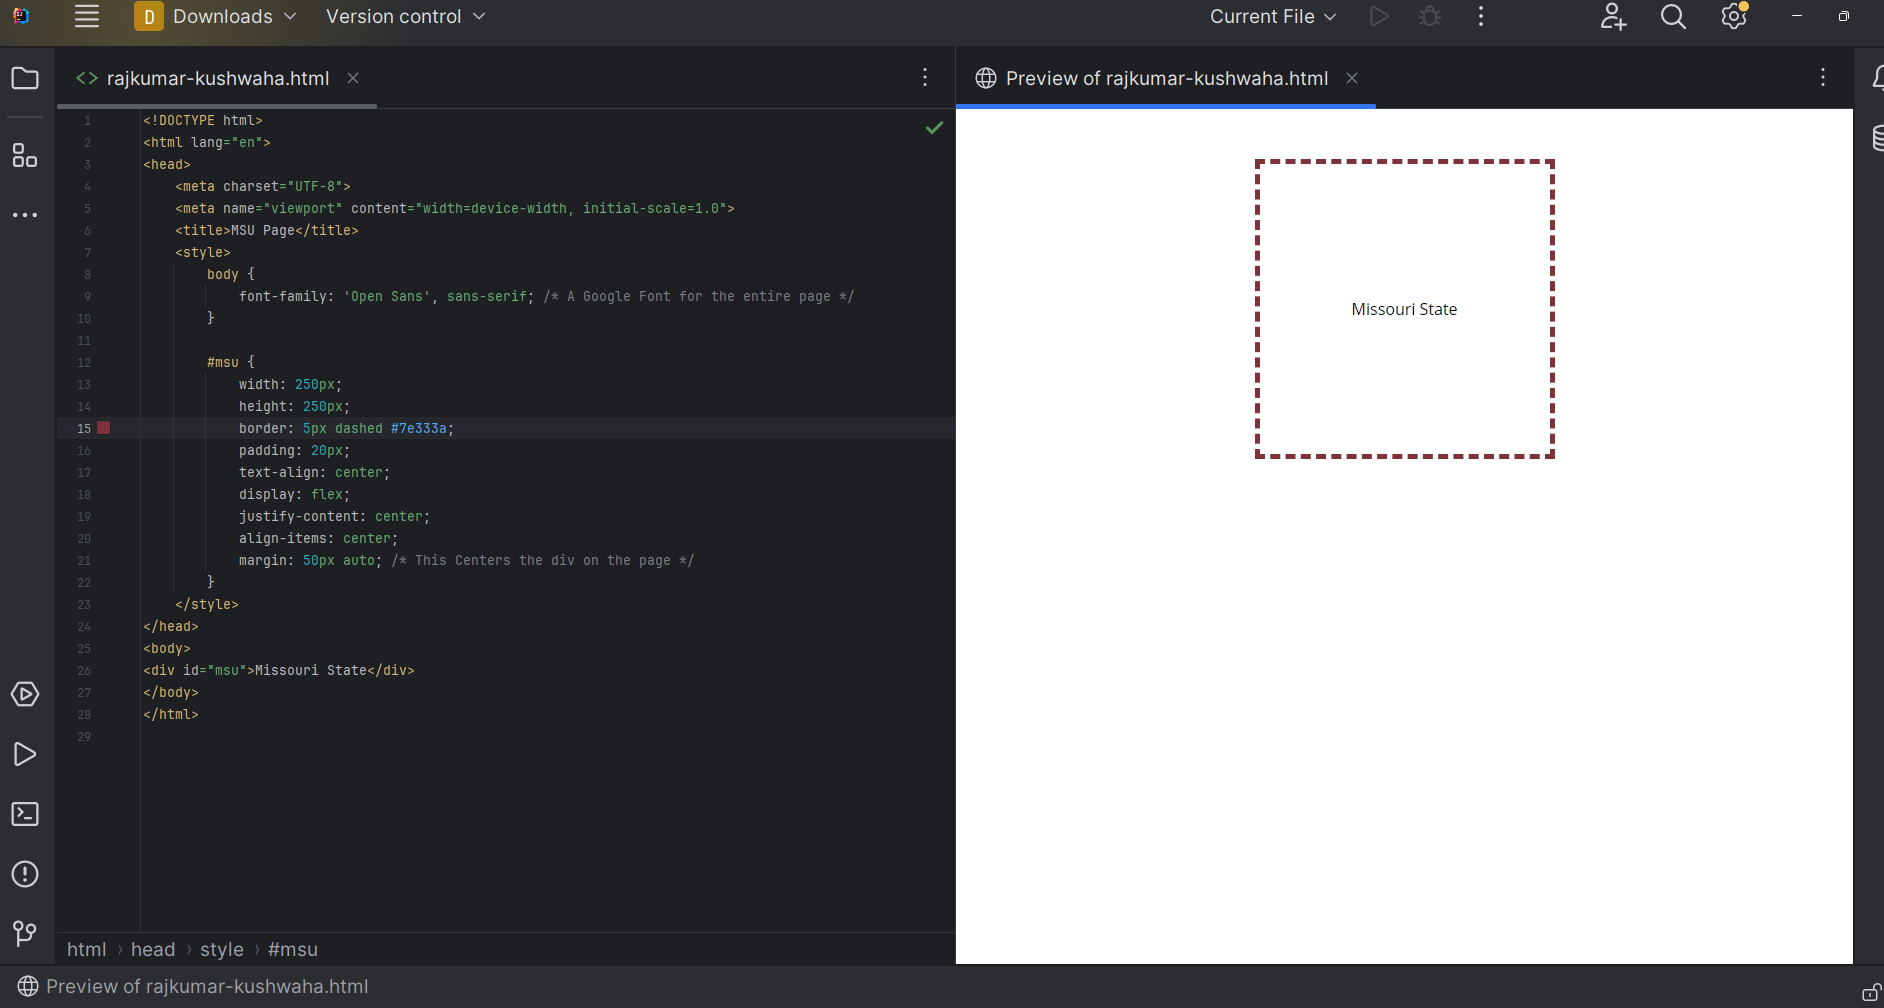 D Downloads Version control Current File
<> rajkumar-kushwaha.html
Preview of rajkumar-kushwaha.html
1 <!DOCTYPE html>
2 <html lang="en">
3 <head>
4 <meta charset="UTF-8">
5 <meta name="viewport" content="width=device-width, initial-scale=1.0">
6 <title>MSU Page</title>
7 <style>
8 body {
9 font-family: 'Open Sans', sans-serif; /* A Google Font for the entire page */
10 }
11
12 #msu {
13 width: 250px;
14 height: 250px;
15 border: 5px dashed #7e333a;
16 padding: 20px;
17 text-align: center;
18 display: flex;
19 justify-content: center;
20 align-items: center;
21 margin: 50px auto; /* This Centers the div on the page */
22 }
23 </style>
24 </head>
25 <body>
26 <div id="msu">Missouri State</div>
27 </body>
28 </html>
29
Missouri State
html › head › style › #msu
Preview of rajkumar-kushwaha.html